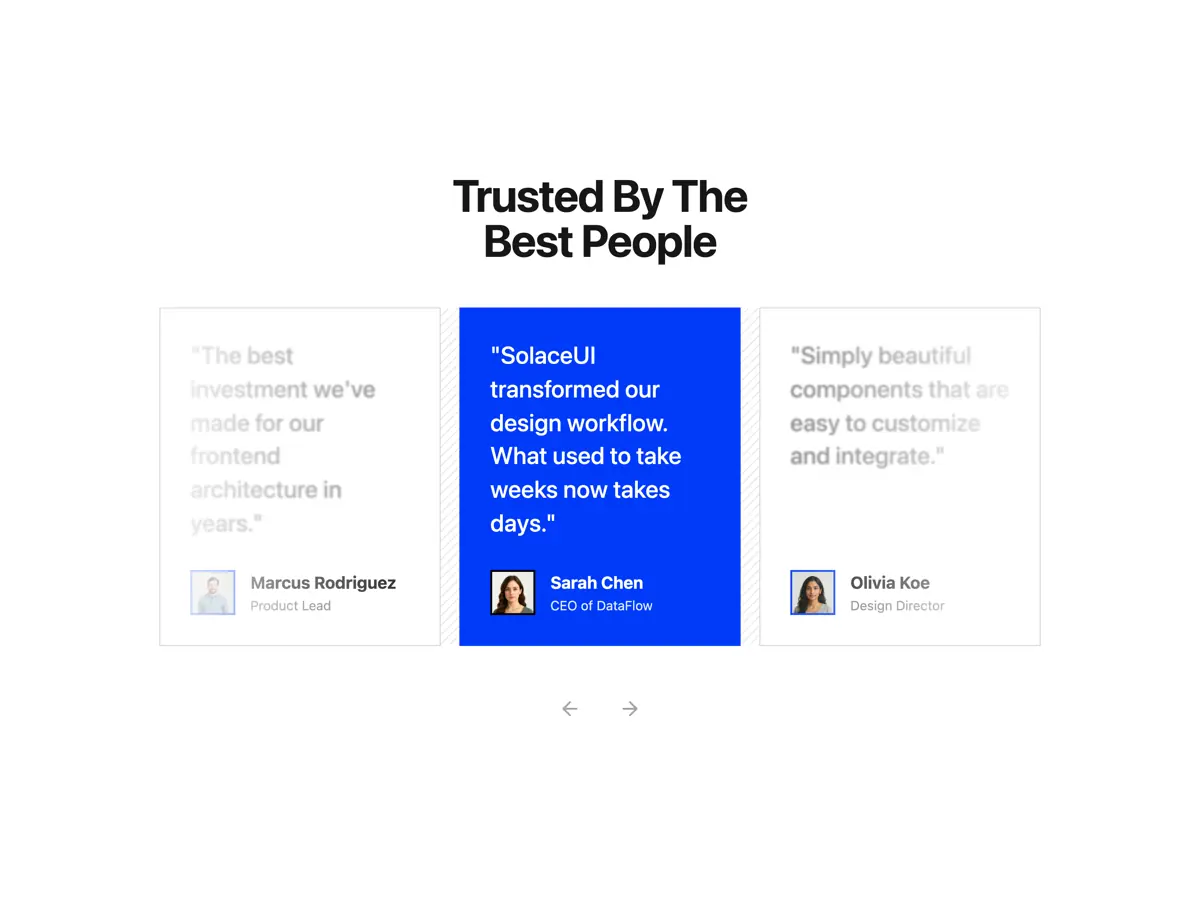 Trusted By The
Best People
"The best
investment we've
made for our
frontend
architecture in
years."
Marcus Rodriguez
Product Lead
"SolaceUI
transformed our
design workflow.
What used to take
weeks now takes
days."
Sarah Chen
CEO of DataFlow
"Simply beautiful
components that are
easy to customize
and integrate."
Olivia Koe
Design Director